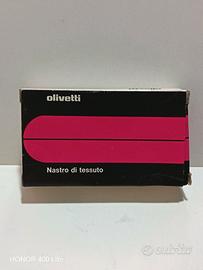 olivetti
Nastro di tessuto
HONOR 400 Lite
subito